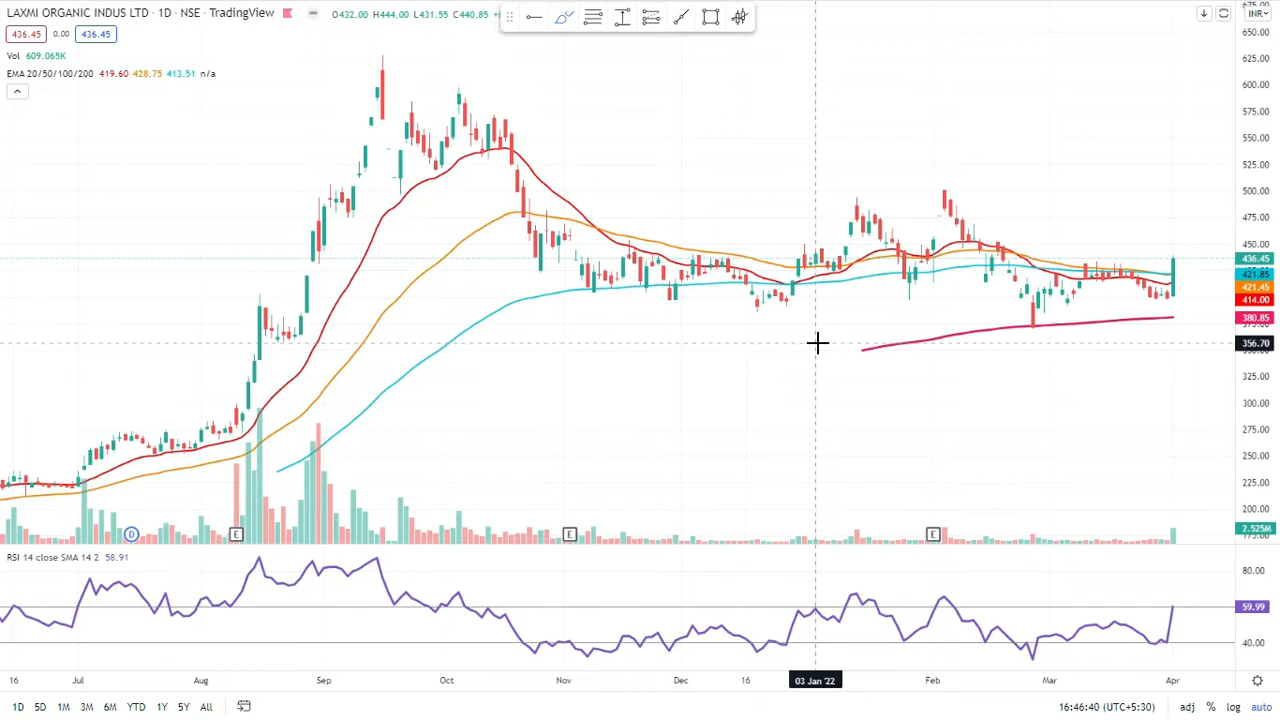 LAXMI ORGANIC INDUS LTD · 1D · NSE · TradingView
O432.00 H444.00 L431.55 C440.85
436.45 0.00 436.45
Vol 609.065K
EMA 20/50/100/200 419.60 428.75 413.51 n/a
INR
650.00
625.00
600.00
575.00
550.00
525.00
500.00
475.00
450.00
436.45
421.85
421.45
414.00
380.85
356.70
325.00
300.00
275.00
250.00
225.00
200.00
2.525M
D E E E
RSI 14 close SMA 14 2 58.91
80.00
59.99
40.00
16 Jul Aug Sep Oct Nov Dec 16 03 Jan '22 Feb Mar Apr
1D 5D 1M 3M 6M YTD 1Y 5Y All
16:46:40 (UTC+5:30) adj % log auto